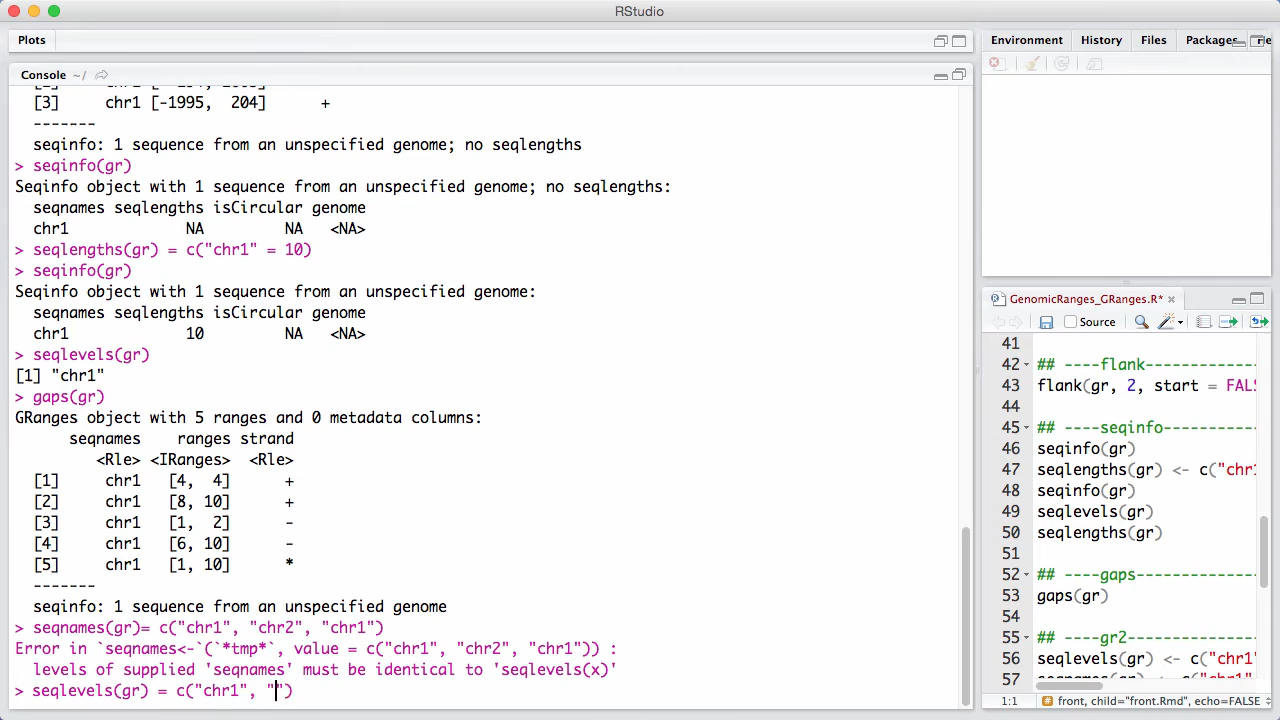 RStudio
Plots
Console ~/
[3] chr1 [-1995, 204] +
-------
seqinfo: 1 sequence from an unspecified genome; no seqlengths
> seqinfo(gr)
Seqinfo object with 1 sequence from an unspecified genome; no seqlengths:
seqnames seqlengths isCircular genome
chr1 NA NA <NA>
> seqlengths(gr) = c("chr1" = 10)
> seqinfo(gr)
Seqinfo object with 1 sequence from an unspecified genome:
seqnames seqlengths isCircular genome
chr1 10 NA <NA>
> seqlevels(gr)
[1] "chr1"
> gaps(gr)
GRanges object with 5 ranges and 0 metadata columns:
seqnames ranges strand
<Rle> <IRanges> <Rle>
[1] chr1 [4, 4] +
[2] chr1 [8, 10] +
[3] chr1 [1, 2] -
[4] chr1 [6, 10] -
[5] chr1 [1, 10] *
-------
seqinfo: 1 sequence from an unspecified genome
> seqnames(gr)= c("chr1", "chr2", "chr1")
Error in `seqnames<-`(`*tmp*`, value = c("chr1", "chr2", "chr1")) :
levels of supplied 'seqnames' must be identical to 'seqlevels(x)'
> seqlevels(gr) = c("chr1", "")
Environment History Files Packages
GenomicRanges_GRanges.R*
Source
41
42 ## ----flank-------------
43 flank(gr, 2, start = FALS
44
45 ## ----seqinfo-----------
46 seqinfo(gr)
47 seqlengths(gr) <- c("chr1
48 seqinfo(gr)
49 seqlevels(gr)
50 seqlengths(gr)
51
52 ## ----gaps--------------
53 gaps(gr)
54
55 ## ----gr2---------------
56 seqlevels(gr) <- c("chr1"
57
1:1 front, child="front.Rmd", echo=FALSE